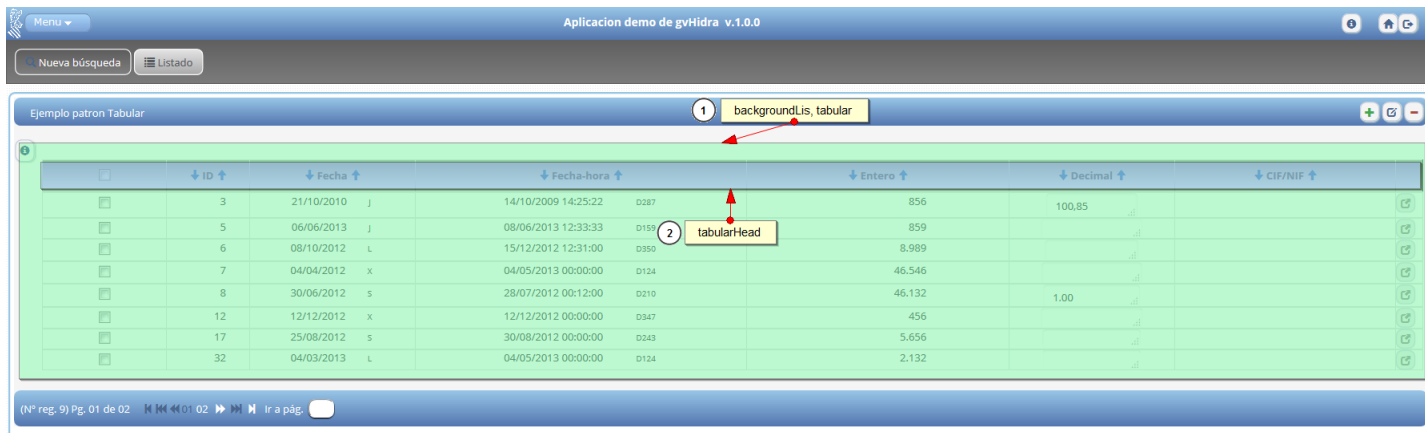 Menu Aplicacion demo de gvHidra v.1.0.0
Nueva búsqueda Listado
Ejemplo patron Tabular 1 backgroundLis, tabular
ID Fecha Fecha-hora Entero Decimal CIF/NIF
3 21/10/2010 J 14/10/2009 14:25:22 D287 856 100,85
5 06/06/2013 J 08/06/2013 12:33:33 D159 859
2 tabularHead
6 08/10/2012 L 15/12/2012 12:31:00 D350 8.989
7 04/04/2012 X 04/05/2013 00:00:00 D124 46.546
8 30/06/2012 S 28/07/2012 00:12:00 D210 46.132 1.00
12 12/12/2012 X 12/12/2012 00:00:00 D347 456
17 25/08/2012 S 30/08/2012 00:00:00 D243 5.656
32 04/03/2013 L 04/05/2013 00:00:00 D124 2.132
(Nº reg. 9) Pg. 01 de 02 01 02 Ir a pág.